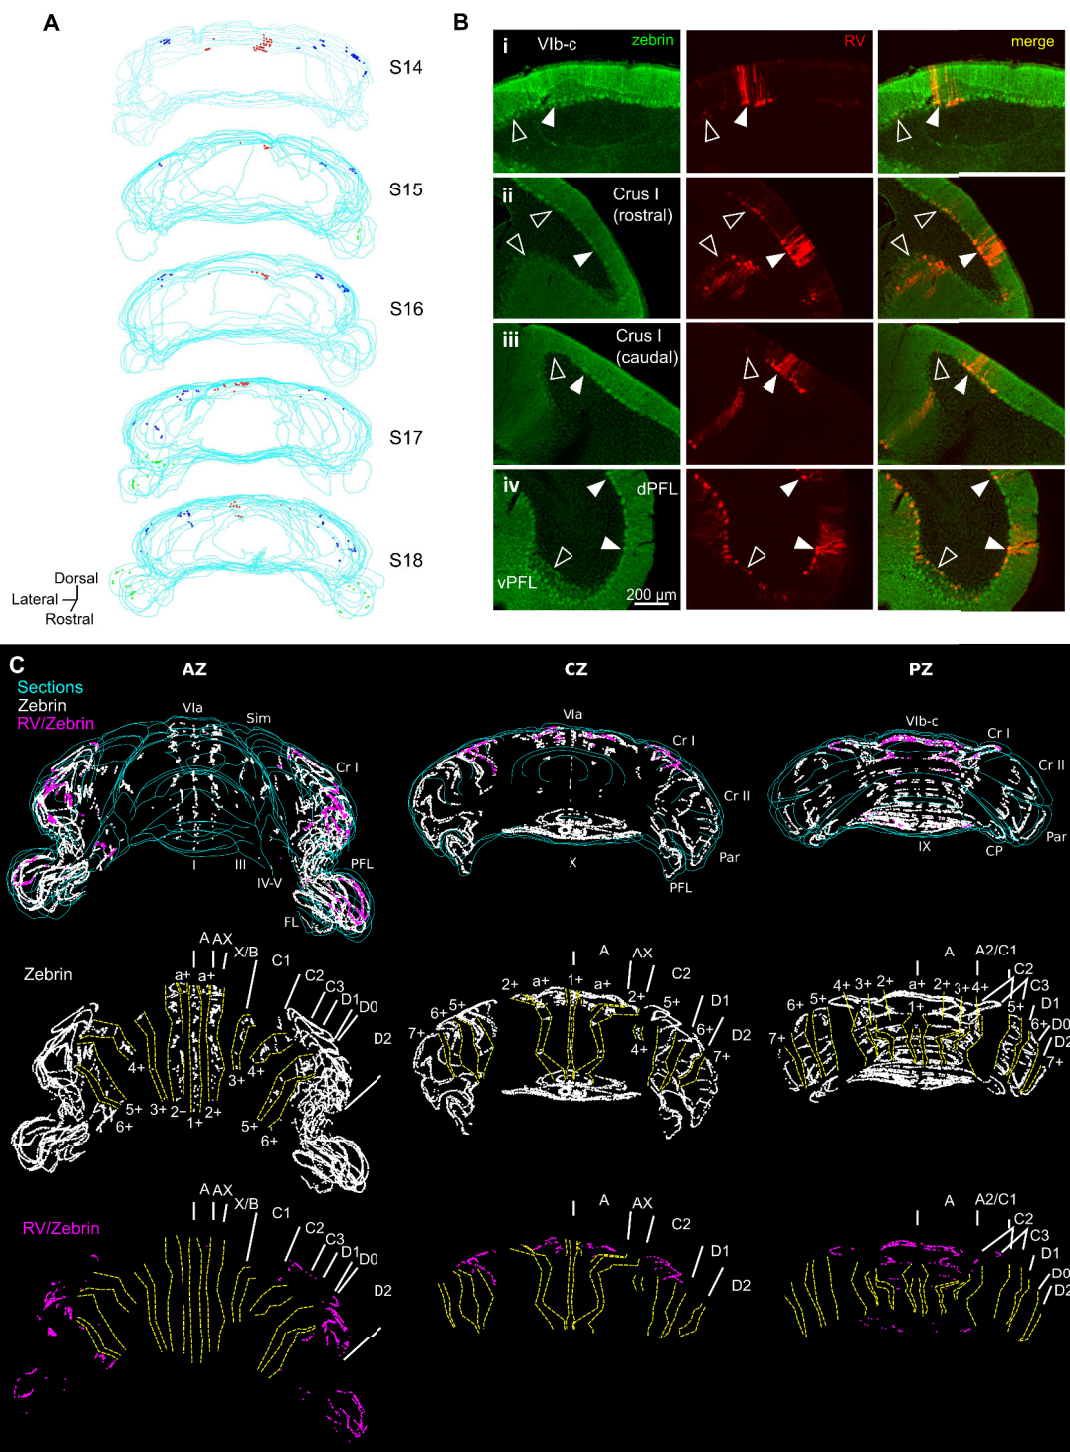 A
S14
S15
S16
S17
S18
Dorsal
Lateral
Rostral
B
i VIb-c zebrin RV merge
ii Crus I
(rostral)
iii Crus I
(caudal)
iv dPFL
vPFL
200 µm
C
AZ CZ PZ
Sections
Zebrin
RV/Zebrin
VIa Sim
Cr I
PFL
I III
IV-V
FL
VIa
Cr I
Cr II
Par
X
PFL
VIb-c
Cr I
Cr II
Par
IX CP
Zebrin
A AX
X/B
C1
C2
C3
D1
D0
D2
a+ a+
4+ 3+ 4+
5+ 3+ 2- 2+
6+ 1+ 5+
6+
A AX
C2
D1
D2
2+ a+ 1+ a+ 2+
5+ 5+
7+ 6+ 6+
4+ 7+
A A2/C1
C2
C3
D1
D0
D2
a+
4+ 3+ 2+ 1+ 2+ 3+ 4+
6+ 5+ 5+
7+ 6+
7+
RV/Zebrin
A AX
X/B
C1
C2
C3
D1
D0
D2
A AX
C2
D1
D2
A A2/C1
C2
C3
D1
D0
D2